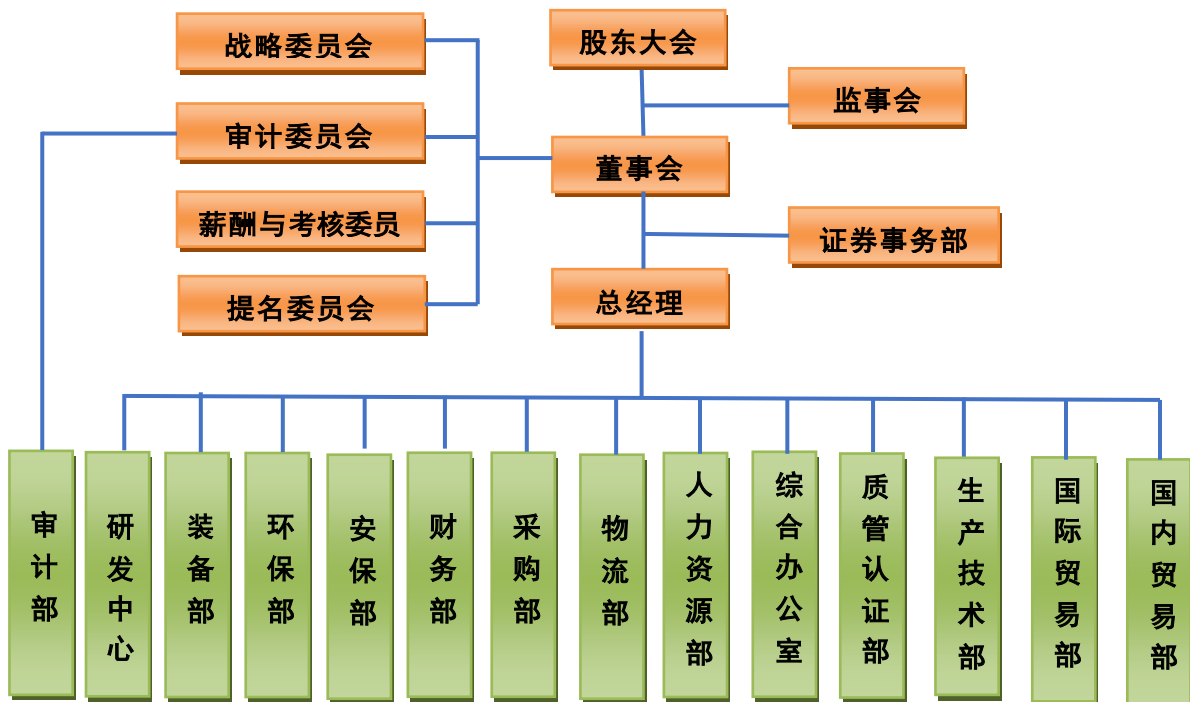 战略委员会
股东大会
监事会
审计委员会
董事会
薪酬与考核委员
证券事务部
提名委员会
总经理
审计部
研发中心
装备部
环保部
安保部
财务部
采购部
物流部
人力资源部
综合办公室
质管认证部
生产技术部
国际贸易部
国内贸易部